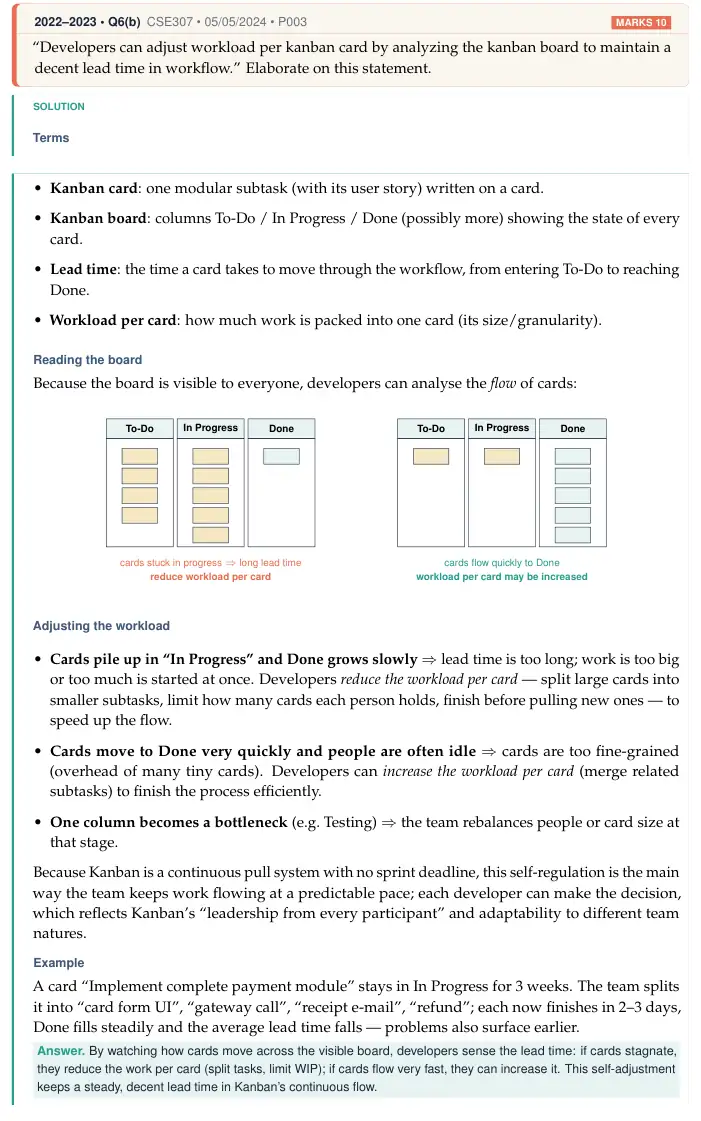 2022–2023 • Q6(b) CSE307 • 05/05/2024 • P003 MARKS 10
“Developers can adjust workload per kanban card by analyzing the kanban board to maintain a
decent lead time in workflow.” Elaborate on this statement.
SOLUTION
Terms
• Kanban card: one modular subtask (with its user story) written on a card.
• Kanban board: columns To-Do / In Progress / Done (possibly more) showing the state of every
card.
• Lead time: the time a card takes to move through the workflow, from entering To-Do to reaching
Done.
• Workload per card: how much work is packed into one card (its size/granularity).
Reading the board
Because the board is visible to everyone, developers can analyse the flow of cards:
To-Do In Progress Done
cards stuck in progress ⇒ long lead time
reduce workload per card
To-Do In Progress Done
cards flow quickly to Done
workload per card may be increased
Adjusting the workload
• Cards pile up in “In Progress” and Done grows slowly ⇒ lead time is too long; work is too big
or too much is started at once. Developers reduce the workload per card — split large cards into
smaller subtasks, limit how many cards each person holds, finish before pulling new ones — to
speed up the flow.
• Cards move to Done very quickly and people are often idle ⇒ cards are too fine-grained
(overhead of many tiny cards). Developers can increase the workload per card (merge related
subtasks) to finish the process efficiently.
• One column becomes a bottleneck (e.g. Testing) ⇒ the team rebalances people or card size at
that stage.
Because Kanban is a continuous pull system with no sprint deadline, this self-regulation is the main
way the team keeps work flowing at a predictable pace; each developer can make the decision,
which reflects Kanban’s “leadership from every participant” and adaptability to different team
natures.
Example
A card “Implement complete payment module” stays in In Progress for 3 weeks. The team splits
it into “card form UI”, “gateway call”, “receipt e-mail”, “refund”; each now finishes in 2–3 days,
Done fills steadily and the average lead time falls — problems also surface earlier.
Answer. By watching how cards move across the visible board, developers sense the lead time: if cards stagnate,
they reduce the work per card (split tasks, limit WIP); if cards flow very fast, they can increase it. This self-adjustment
keeps a steady, decent lead time in Kanban’s continuous flow.